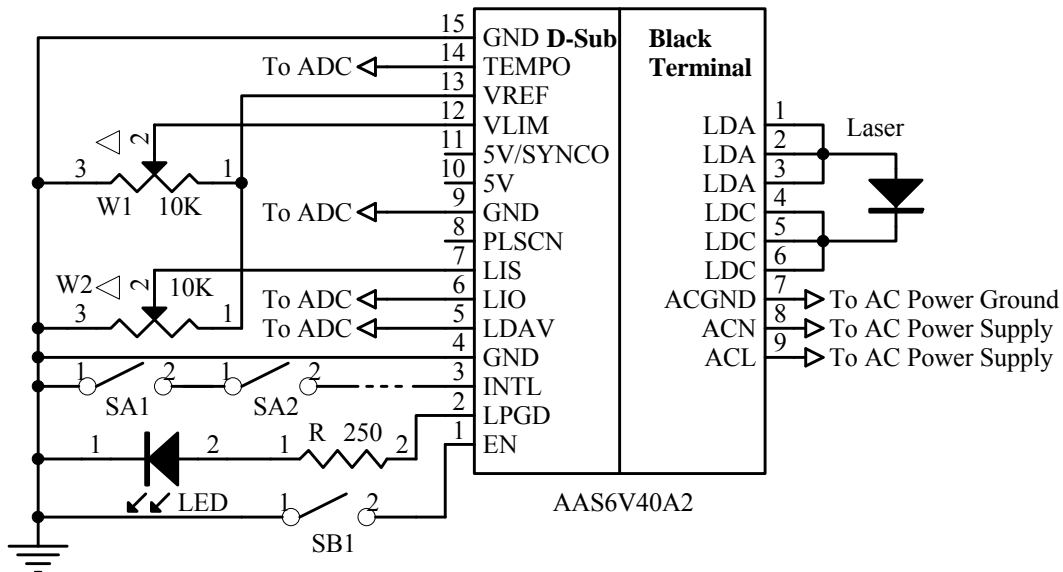 15 GND D-Sub Black
Terminal
To ADC 14 TEMPO
13 VREF
12 VLIM
11 5V/SYNCO
10 5V
To ADC 9 GND
8 PLSCN
7 LIS
To ADC 6 LIO
To ADC 5 LDAV
4 GND
3 INTL
2 LPGD
1 EN
3 2 1
W1 10K
W2 2 10K
3 1
1 2 1 2
SA1 SA2
1 2 1 R 250 2
LED
1 2
SB1
LDA 1 Laser
LDA 2
LDA 3
LDC 4
LDC 5
LDC 6
ACGND 7 To AC Power Ground
ACN 8 To AC Power Supply
ACL 9 To AC Power Supply
AAS6V40A2